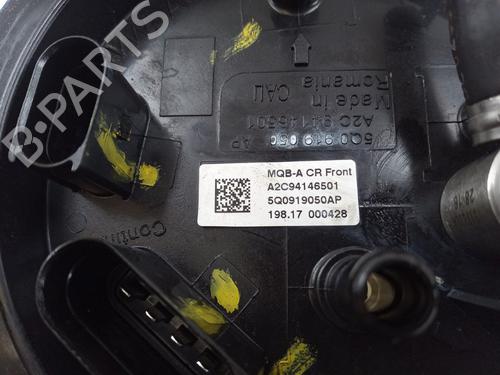 B-PARTS
Made in
Romania
CAU
A2C 94146501
5Q0 919 050 AP
MQB-A CR Front
A2C94146501
5Q0919050AP
198.17 000428
Contin